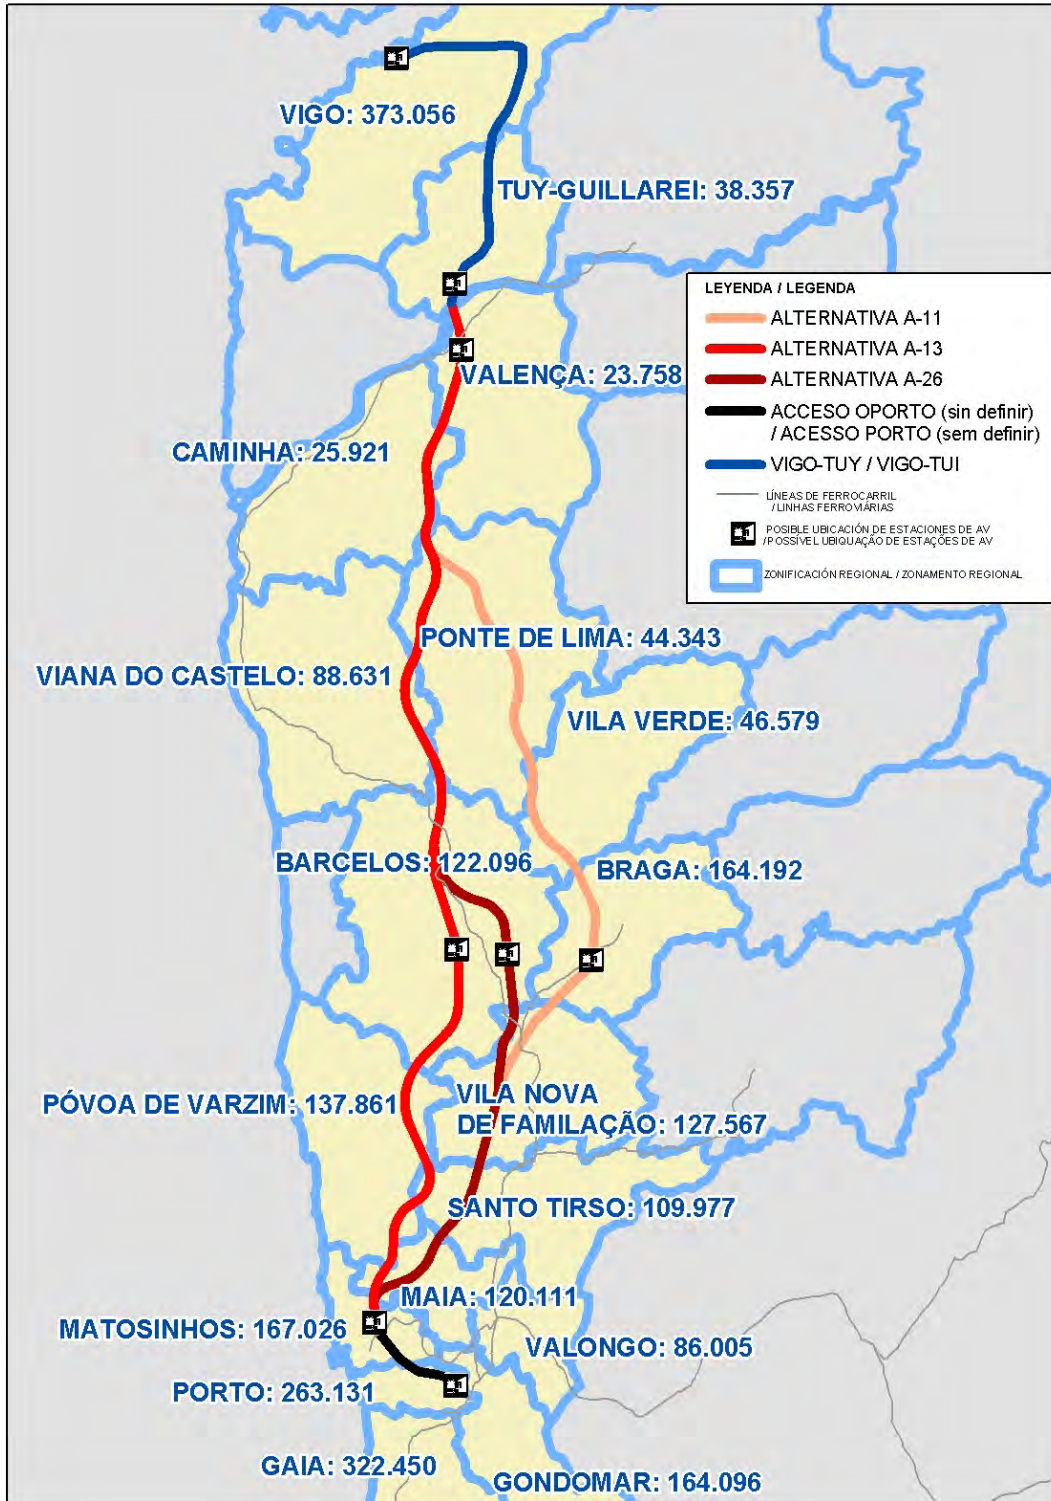 VIGO: 373.056
TUY-GUILLAREI: 38.357
LEYENDA / LEGENDA
ALTERNATIVA A-11
ALTERNATIVA A-13
ALTERNATIVA A-26
ACCESO OPORTO (sin definir)
/ ACESSO PORTO (sem definir)
VIGO-TUY / VIGO-TUI
LÍNEAS DE FERROCARRIL
/ LINHAS FERROVIÁRIAS
POSIBLE UBICACIÓN DE ESTACIONES DE AV
/POSSÍVEL UBIQUAÇÃO DE ESTAÇÕES DE AV
ZONIFICACIÓN REGIONAL / ZONAMENTO REGIONAL
VALENÇA: 23.758
CAMINHA: 25.921
PONTE DE LIMA: 44.343
VIANA DO CASTELO: 88.631
VILA VERDE: 46.579
BARCELOS: 122.096
BRAGA: 164.192
PÓVOA DE VARZIM: 137.861
VILA NOVA
DE FAMILAÇÃO: 127.567
SANTO TIRSO: 109.977
MAIA: 120.111
MATOSINHOS: 167.026
VALONGO: 86.005
PORTO: 263.131
GAIA: 322.450
GONDOMAR: 164.096